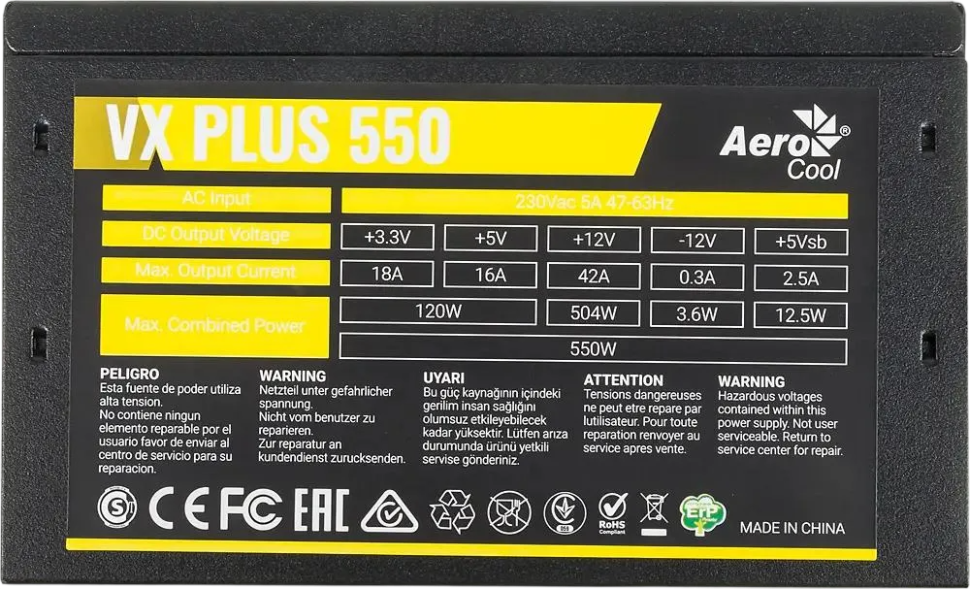 VX PLUS 550
Aero
Cool
®
AC Input 230Vac 5A 47-63Hz
DC Output Voltage +3.3V +5V +12V -12V +5Vsb
Max. Output Current 18A 16A 42A 0.3A 2.5A
Max. Combined Power 120W 504W 3.6W 12.5W
550W
PELIGRO
Esta fuente de poder utiliza
alta tension.
No contiene ningun
elemento reparable por el
usuario favor de enviar al
centro de servicio para su
reparacion.
WARNING
Netzteil unter gefahrlicher
spannung.
Nicht vom benutzer zu
reparieren.
Zur reparatur an
kundendienst zurucksenden.
UYARI
Bu güç kaynağının içindeki
gerilim insan sağlığını
olumsuz etkileyebilecek
kadar yüksektir. Lütfen arıza
durumunda ürünü yetkili
servise gönderiniz.
ATTENTION
Tensions dangereuses
ne peut etre repare par
lutilisateur. Pour toute
reparation renvoyer au
service apres vente.
WARNING
Hazardous voltages
contained within this
power supply. Not user
serviceable. Return to
service center for repair.
S CE FC EAC RoHS
Compliant
ErP
MADE IN CHINA